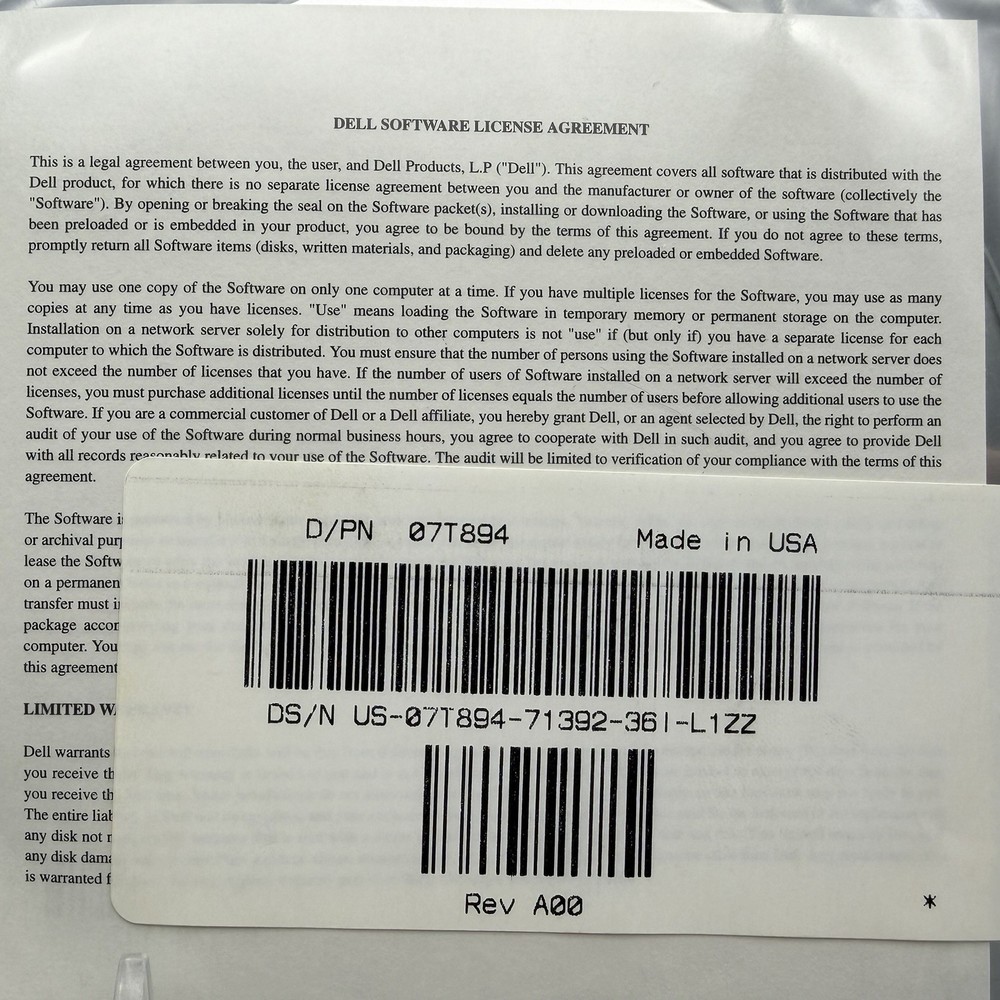 DELL SOFTWARE LICENSE AGREEMENT
This is a legal agreement between you, the user, and Dell Products, L.P ("Dell"). This agreement covers all software that is distributed with the
Dell product, for which there is no separate license agreement between you and the manufacturer or owner of the software (collectively the
"Software"). By opening or breaking the seal on the Software packet(s), installing or downloading the Software, or using the Software that has
been preloaded or is embedded in your product, you agree to be bound by the terms of this agreement. If you do not agree to these terms,
promptly return all Software items (disks, written materials, and packaging) and delete any preloaded or embedded Software.
You may use one copy of the Software on only one computer at a time. If you have multiple licenses for the Software, you may use as many
copies at any time as you have licenses. "Use" means loading the Software in temporary memory or permanent storage on the computer.
Installation on a network server solely for distribution to other computers is not "use" if (but only if) you have a separate license for each
computer to which the Software is distributed. You must ensure that the number of persons using the Software installed on a network server does
not exceed the number of licenses that you have. If the number of users of Software installed on a network server will exceed the number of
licenses, you must purchase additional licenses until the number of licenses equals the number of users before allowing additional users to use the
Software. If you are a commercial customer of Dell or a Dell affiliate, you hereby grant Dell, or an agent selected by Dell, the right to perform an
audit of your use of the Software during normal business hours, you agree to cooperate with Dell in such audit, and you agree to provide Dell
with all records reasonably related to your use of the Software. The audit will be limited to verification of your compliance with the terms of this
agreement.
The Software
or archival
lease the
on a
transfer must
package
computer. You
this agreement
LIMITED
Dell warrants
you receive
you receive
The entire
any disk not
any disk
is warranted
D/PN 07T894 Made in USA
DS/N US-07T894-71392-36I-L1ZZ
Rev A00 *